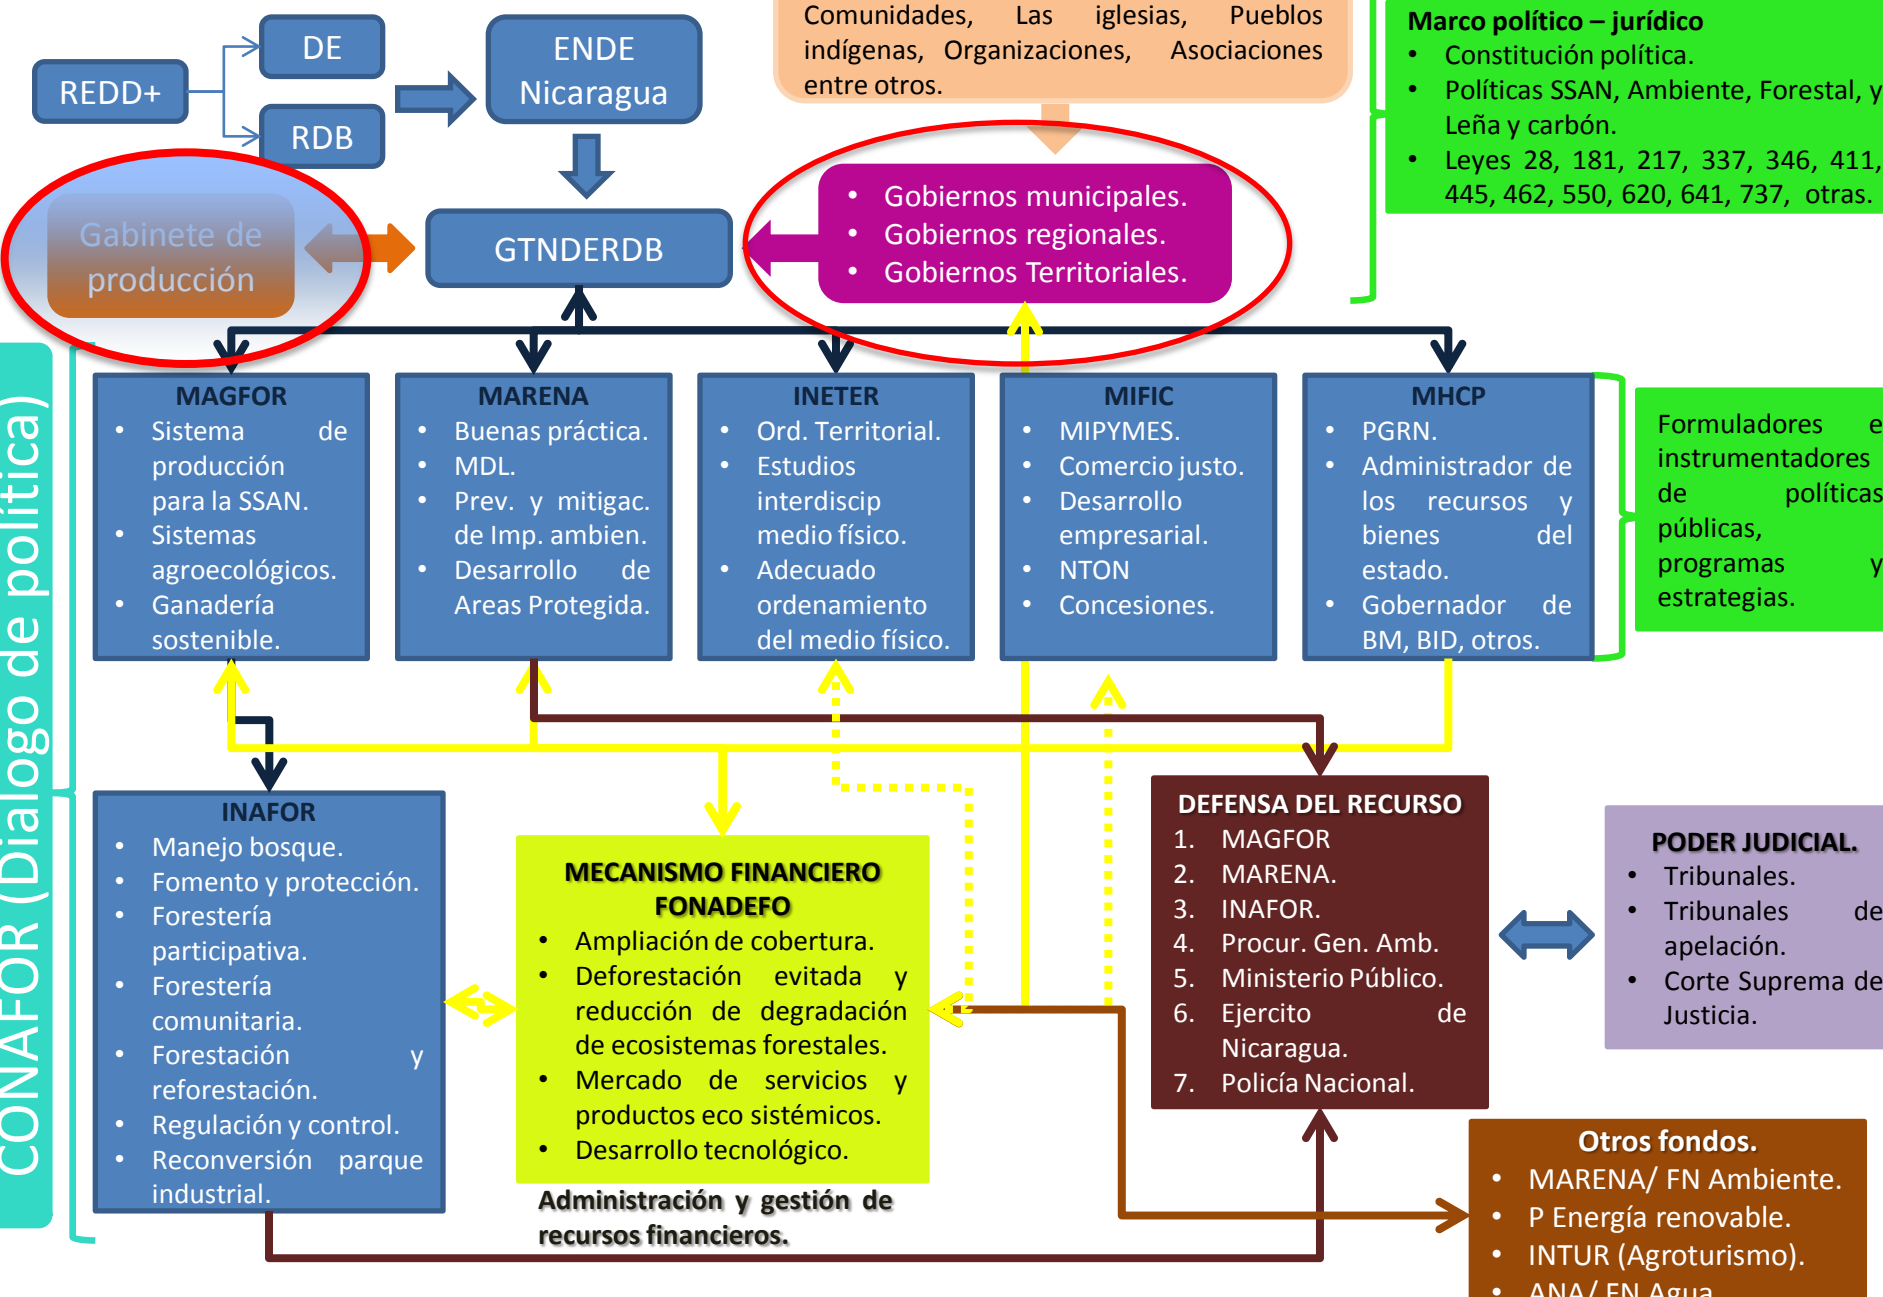 REDD+
DE
RDB
ENDE
Nicaragua
Comunidades, Las iglesias, Pueblos
indígenas, Organizaciones, Asociaciones
entre otros.
Marco político – jurídico
• Constitución política.
• Políticas SSAN, Ambiente, Forestal, y
Leña y carbón.
• Leyes 28, 181, 217, 337, 346, 411,
445, 462, 550, 620, 641, 737, otras.
Gabinete de
producción
GTNDERDB
• Gobiernos municipales.
• Gobiernos regionales.
• Gobiernos Territoriales.
CONAFOR (Dialogo de política)
MAGFOR
• Sistema de
producción
para la SSAN.
• Sistemas
agroecológicos.
• Ganadería
sostenible.
MARENA
• Buenas práctica.
• MDL.
• Prev. y mitigac.
de Imp. ambien.
• Desarrollo de
Areas Protegida.
INETER
• Ord. Territorial.
• Estudios
interdiscip
medio físico.
• Adecuado
ordenamiento
del medio físico.
MIFIC
• MIPYMES.
• Comercio justo.
• Desarrollo
empresarial.
• NTON
• Concesiones.
MHCP
• PGRN.
• Administrador de
los recursos y
bienes del
estado.
• Gobernador de
BM, BID, otros.
Formuladores e
instrumentadores
de políticas
públicas,
programas y
estrategias.
INAFOR
• Manejo bosque.
• Fomento y protección.
• Forestería
participativa.
• Forestería
comunitaria.
• Forestación y
reforestación.
• Regulación y control.
• Reconversión parque
industrial.
MECANISMO FINANCIERO
FONADEFO
• Ampliación de cobertura.
• Deforestación evitada y
reducción de degradación
de ecosistemas forestales.
• Mercado de servicios y
productos eco sistémicos.
• Desarrollo tecnológico.
Administración y gestión de
recursos financieros.
DEFENSA DEL RECURSO
1. MAGFOR
2. MARENA.
3. INAFOR.
4. Procur. Gen. Amb.
5. Ministerio Público.
6. Ejercito de
Nicaragua.
7. Policía Nacional.
PODER JUDICIAL.
• Tribunales.
• Tribunales de
apelación.
• Corte Suprema de
Justicia.
Otros fondos.
• MARENA/ FN Ambiente.
• P Energía renovable.
• INTUR (Agroturismo).
• ANA/ FN Agua